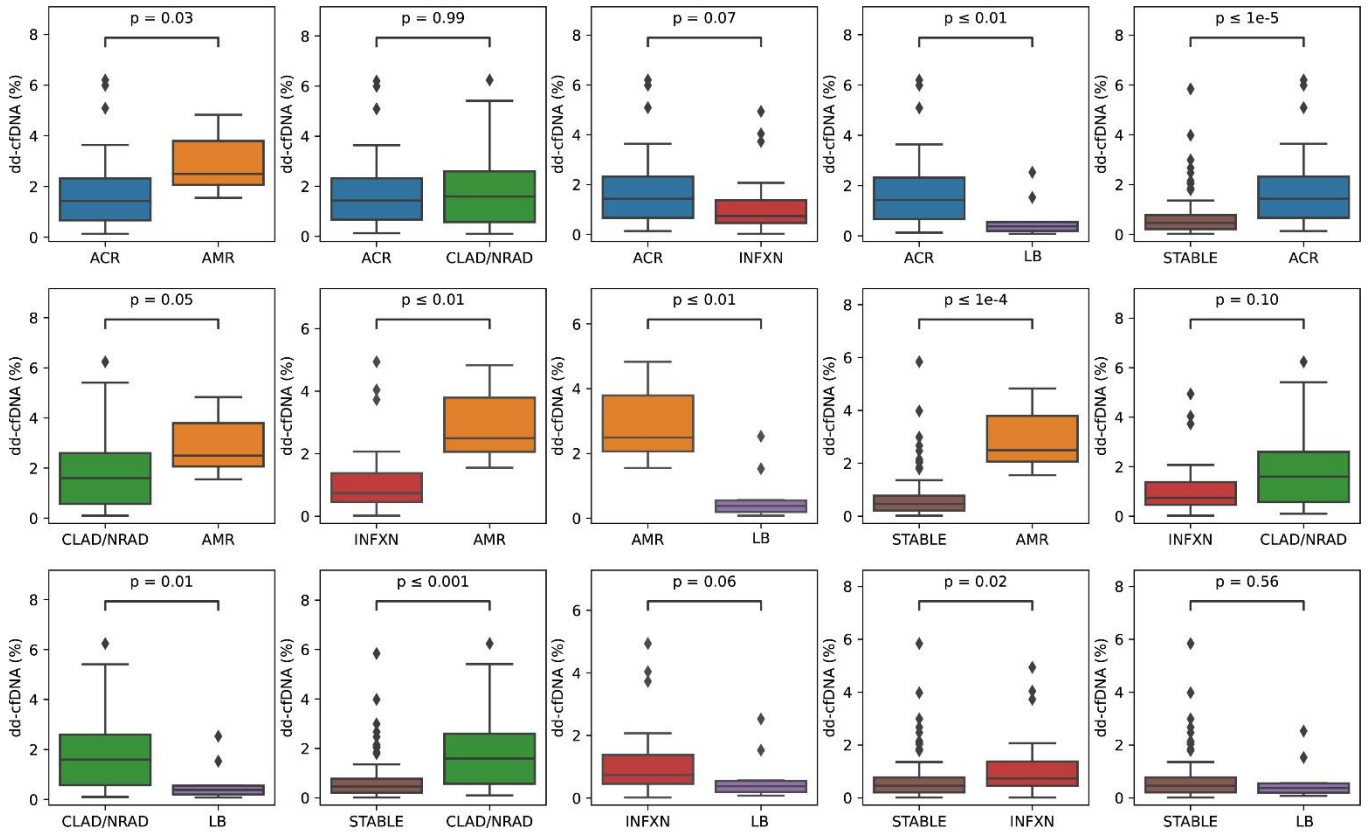 p = 0.03
p = 0.99
p = 0.07
p ≤ 0.01
p ≤ 1e-5
dd-cfDNA (%)
8
6
4
2
0
ACR
AMR
dd-cfDNA (%)
8
6
4
2
0
ACR
CLAD/NRAD
dd-cfDNA (%)
8
6
4
2
0
ACR
INFXN
dd-cfDNA (%)
8
6
4
2
0
ACR
LB
dd-cfDNA (%)
8
6
4
2
0
STABLE
ACR
p = 0.05
p ≤ 0.01
p ≤ 0.01
p ≤ 1e-4
p = 0.10
dd-cfDNA (%)
8
6
4
2
0
CLAD/NRAD
AMR
dd-cfDNA (%)
6
4
2
0
INFXN
AMR
dd-cfDNA (%)
6
4
2
0
AMR
LB
dd-cfDNA (%)
8
6
4
2
0
STABLE
AMR
dd-cfDNA (%)
8
6
4
2
0
INFXN
CLAD/NRAD
p = 0.01
p ≤ 0.001
p = 0.06
p = 0.02
p = 0.56
dd-cfDNA (%)
8
6
4
2
0
CLAD/NRAD
LB
dd-cfDNA (%)
8
6
4
2
0
STABLE
CLAD/NRAD
dd-cfDNA (%)
6
4
2
0
INFXN
LB
dd-cfDNA (%)
8
6
4
2
0
STABLE
INFXN
dd-cfDNA (%)
8
6
4
2
0
STABLE
LB